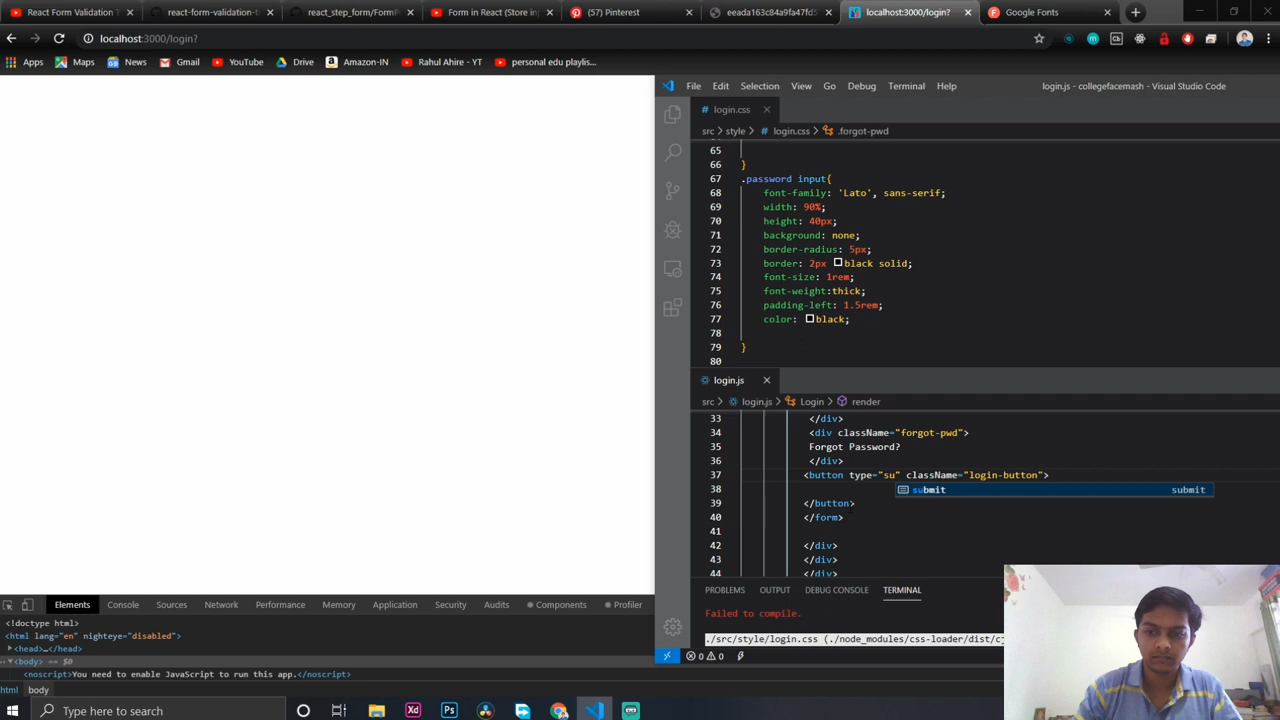 React Form Validation T
react-form-validation-t
react_step_form/FormP
Form in React (Store in
(57) Pinterest
eeada163c84a9fa47fd5
localhost:3000/login?
Google Fonts
localhost:3000/login?
Apps
Maps
News
Gmail
YouTube
Drive
Amazon-IN
Rahul Ahire - YT
personal edu playlis...
File Edit Selection View Go Debug Terminal Help
login.js - collegefacemash - Visual Studio Code
login.css
src > style > login.css > .forgot-pwd
65
66 }
67 .password input{
68 font-family: 'Lato', sans-serif;
69 width: 90%;
70 height: 40px;
71 background: none;
72 border-radius: 5px;
73 border: 2px black solid;
74 font-size: 1rem;
75 font-weight:thick;
76 padding-left: 1.5rem;
77 color: black;
78
79 }
80
login.js
src > login.js > Login > render
33 </div>
34 <div className="forgot-pwd">
35 Forgot Password?
36 </div>
37 <button type="su" className="login-button">
38 submit submit
39 </button>
40 </form>
41
42 </div>
43 </div>
44 </div>
PROBLEMS OUTPUT DEBUG CONSOLE TERMINAL
Failed to compile.
./src/style/login.css (./node_modules/css-loader/dist/cj
0 0
Elements Console Sources Network Performance Memory Application Security Audits Components Profiler
<!doctype html>
<html lang="en" nighteye="disabled">
<head>…</head>
<body> == $0
<noscript>You need to enable JavaScript to run this app.</noscript>
html body
Type here to search
Xd
Ps